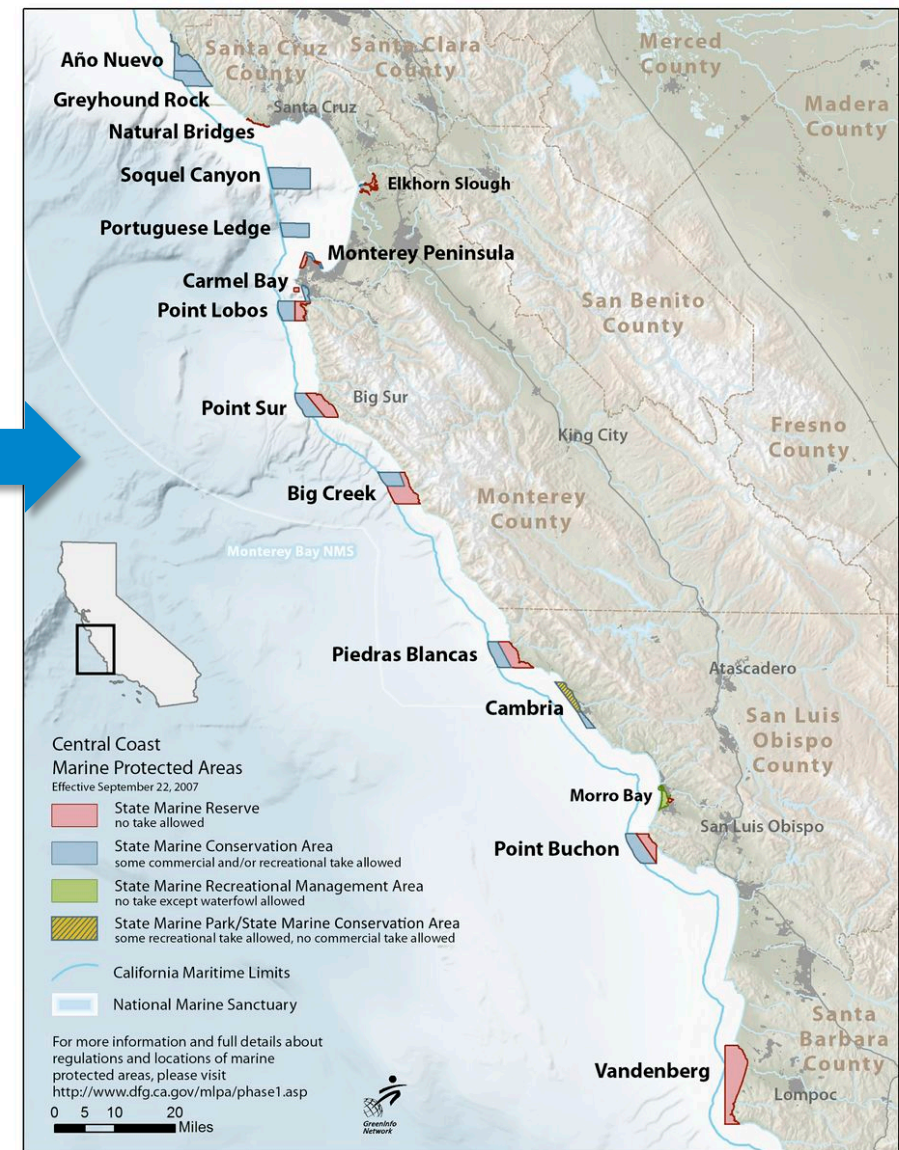 Año Nuevo
Santa Cruz
County
Santa Clara
County
Merced
County
Greyhound Rock
Santa Cruz
Madera
County
Natural Bridges
Soquel Canyon
Elkhorn Slough
Portuguese Ledge
Monterey Peninsula
Carmel Bay
Point Lobos
San Benito
County
Point Sur
Big Sur
King City
Fresno
County
Big Creek
Monterey
County
Monterey Bay NMS
Piedras Blancas
Atascadero
Cambria
San Luis
Obispo
County
Morro Bay
San Luis Obispo
Point Buchon
Central Coast
Marine Protected Areas
Effective September 22, 2007
State Marine Reserve
no take allowed
State Marine Conservation Area
some commercial and/or recreational take allowed
State Marine Recreational Management Area
no take except waterfowl allowed
State Marine Park/State Marine Conservation Area
some recreational take allowed, no commercial take allowed
California Maritime Limits
National Marine Sanctuary
Santa
Barbara
County
Vandenberg
Lompoc
For more information and full details about
regulations and locations of marine
protected areas, please visit
http://www.dfg.ca.gov/mlpa/phase1.asp
0 5 10 20
Miles
GreenInfo
Network